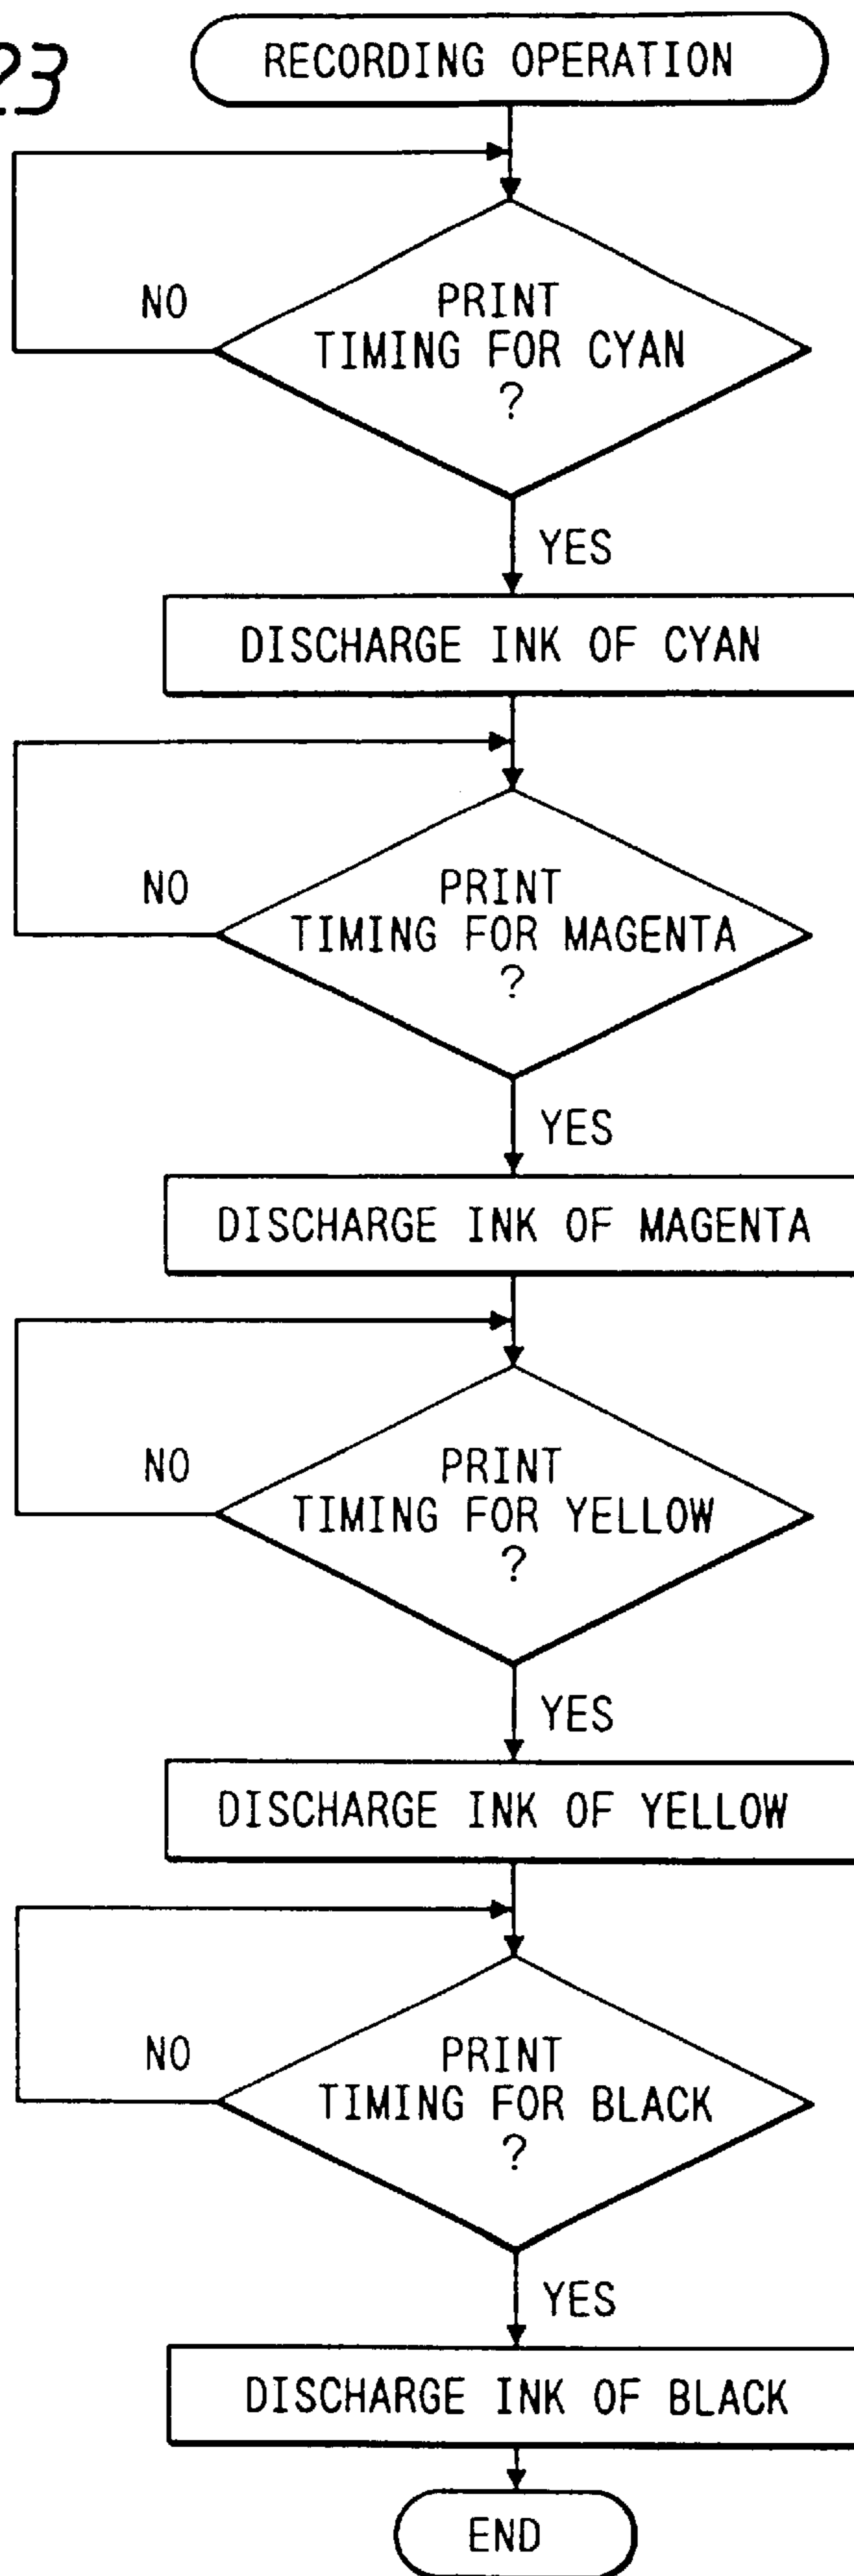 23
RECORDING OPERATION
NO
PRINT
TIMING FOR CYAN
?
YES
DISCHARGE INK OF CYAN
NO
PRINT
TIMING FOR MAGENTA
?
YES
DISCHARGE INK OF MAGENTA
NO
PRINT
TIMING FOR YELLOW
?
YES
DISCHARGE INK OF YELLOW
NO
PRINT
TIMING FOR BLACK
?
YES
DISCHARGE INK OF BLACK
END